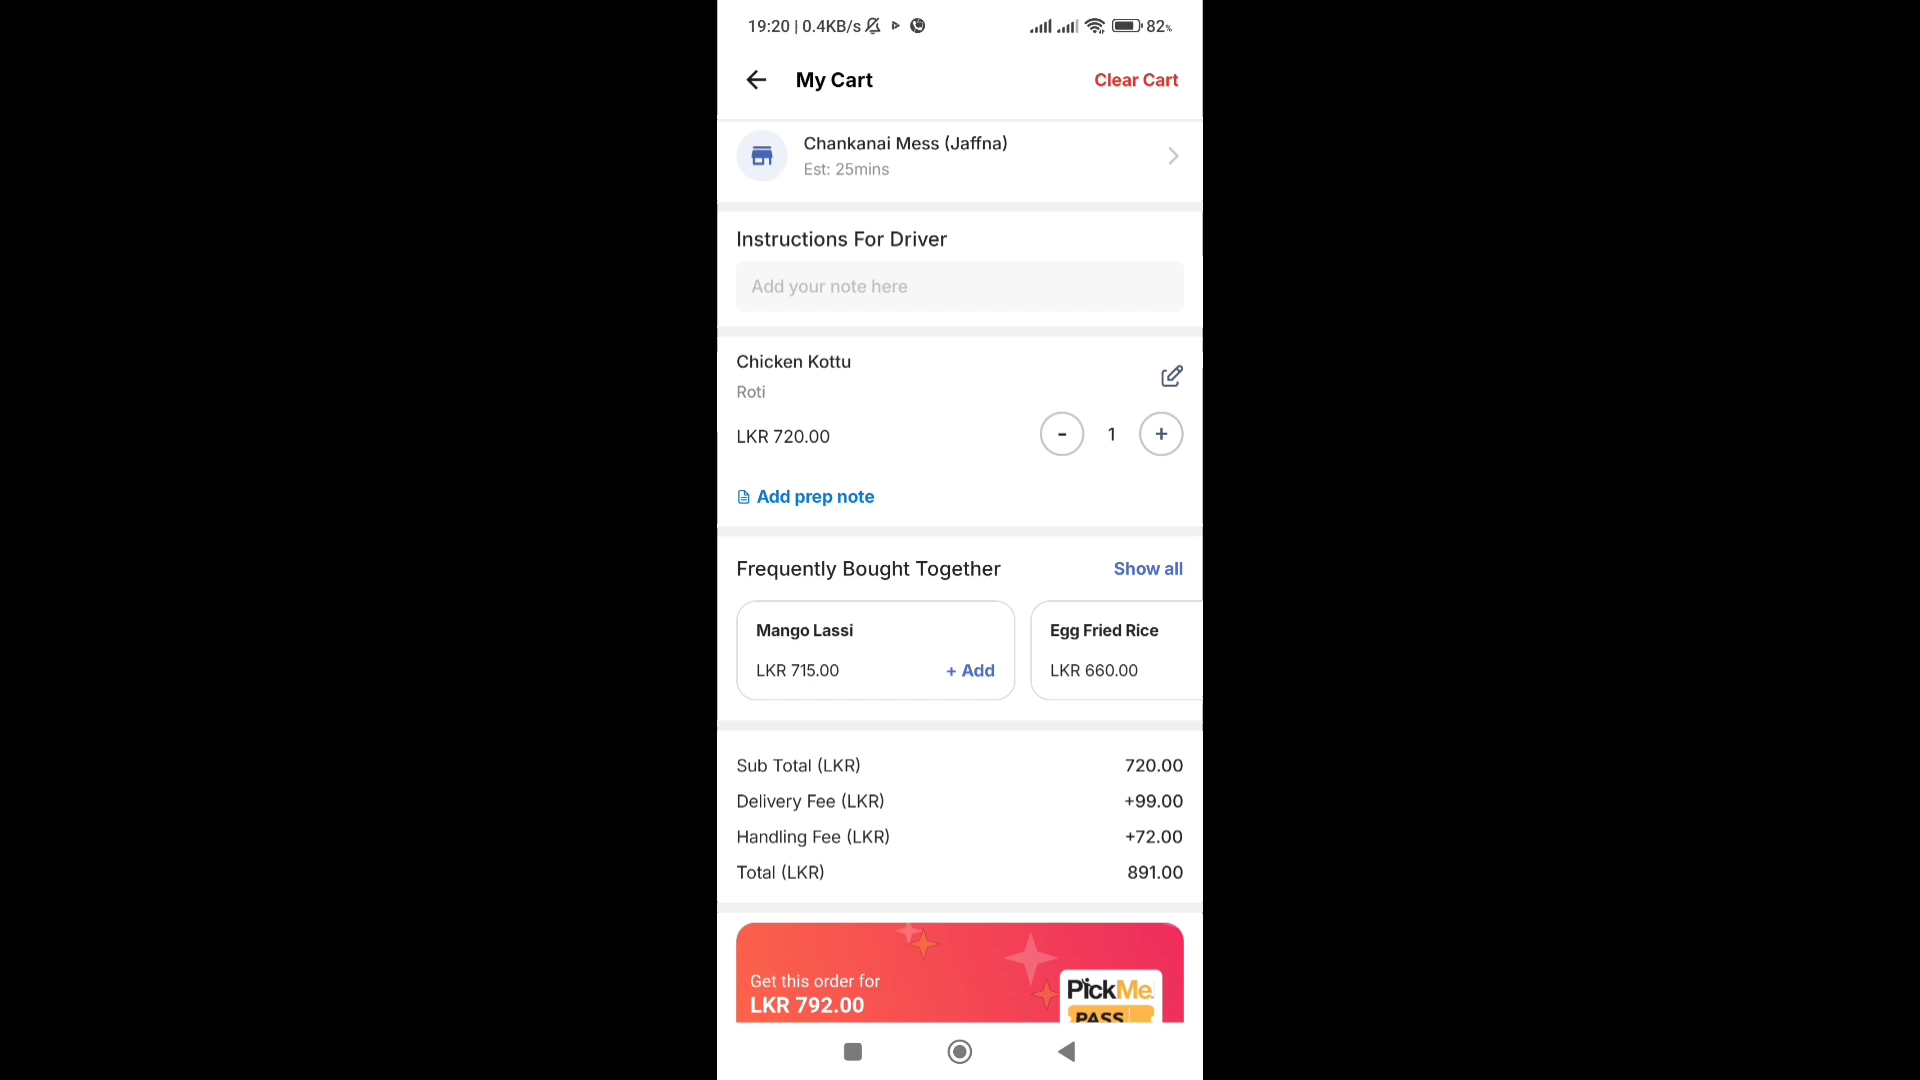 19:20 | 0.4KB/s 82%
My Cart Clear Cart
Chankanai Mess (Jaffna)
Est: 25mins
Instructions For Driver
Add your note here
Chicken Kottu
Roti
LKR 720.00 - 1 +
Add prep note
Frequently Bought Together Show all
Mango Lassi
LKR 715.00 + Add
Egg Fried Rice
LKR 660.00
Sub Total (LKR) 720.00
Delivery Fee (LKR) +99.00
Handling Fee (LKR) +72.00
Total (LKR) 891.00
Get this order for
LKR 792.00
PickMe
PASS